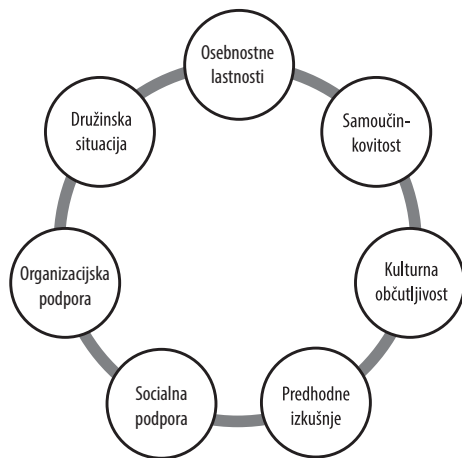 Osebnostne
lastnosti
Samoučin-
kovitost
Kulturna
občutljivost
Predhodne
izkušnje
Socialna
podpora
Organizacijska
podpora
Družinska
situacija